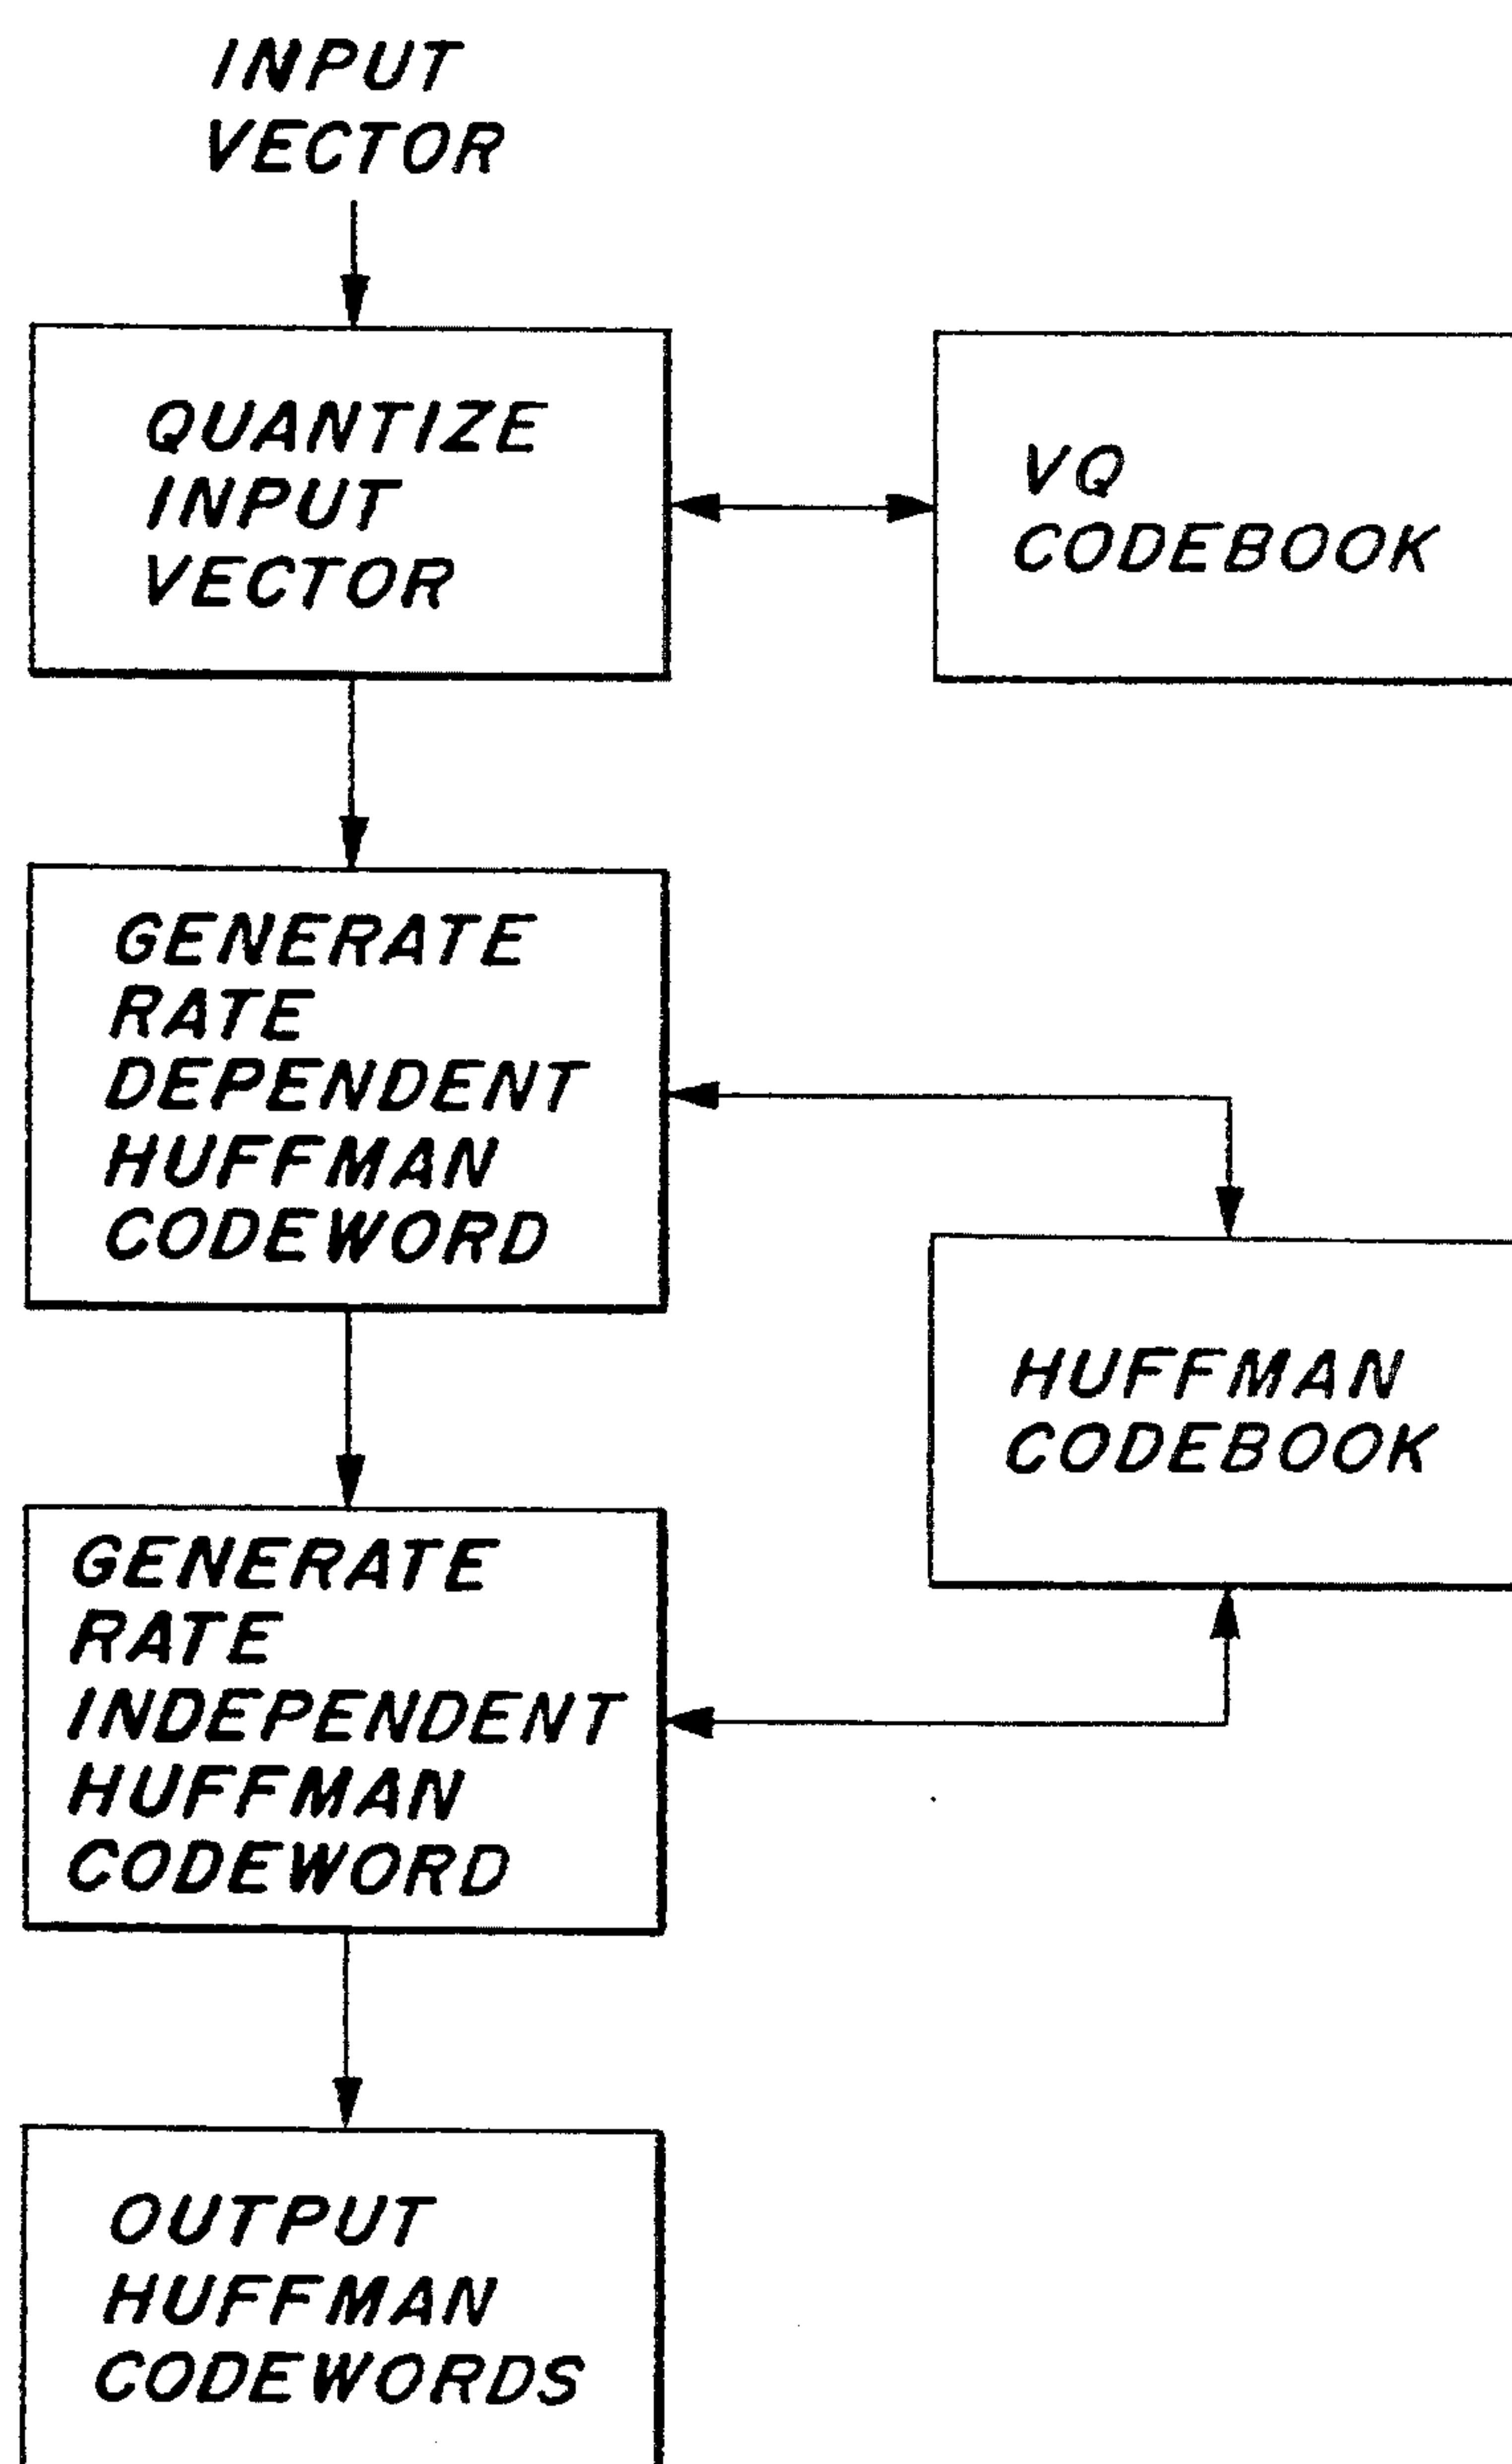 INPUT
VECTOR
QUANTIZE
INPUT
VECTOR
VQ
CODEBOOK
GENERATE
RATE
DEPENDENT
HUFFMAN
CODEWORD
HUFFMAN
CODEBOOK
GENERATE
RATE
INDEPENDENT
HUFFMAN
CODEWORD
OUTPUT
HUFFMAN
CODEWORDS